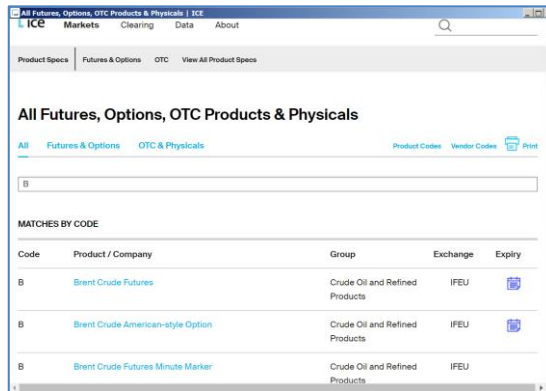 All Futures, Options, OTC Products & Physicals | ICE
ice Markets Clearing Data About
Product Specs Futures & Options OTC View All Product Specs
All Futures, Options, OTC Products & Physicals
All Futures & Options OTC & Physicals Product Codes Vendor Codes Print
B
MATCHES BY CODE
Code Product / Company Group Exchange Expiry
B Brent Crude Futures Crude Oil and Refined IFEU
Products
B Brent Crude American-style Option Crude Oil and Refined IFEU
Products
B Brent Crude Futures Minute Marker Crude Oil and Refined IFEU
Products